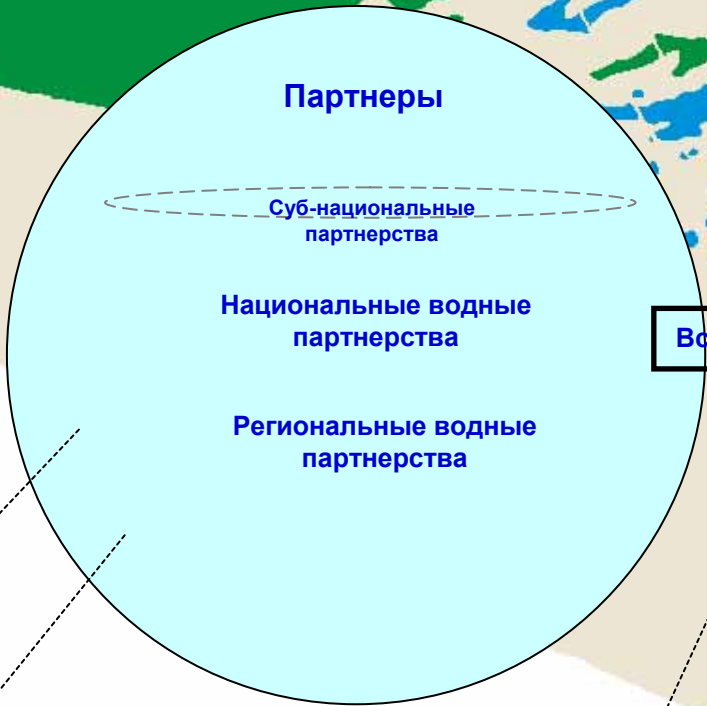 Партнеры
Суб-национальные
партнерства
Национальные водные
партнерства
Региональные водные
партнерства